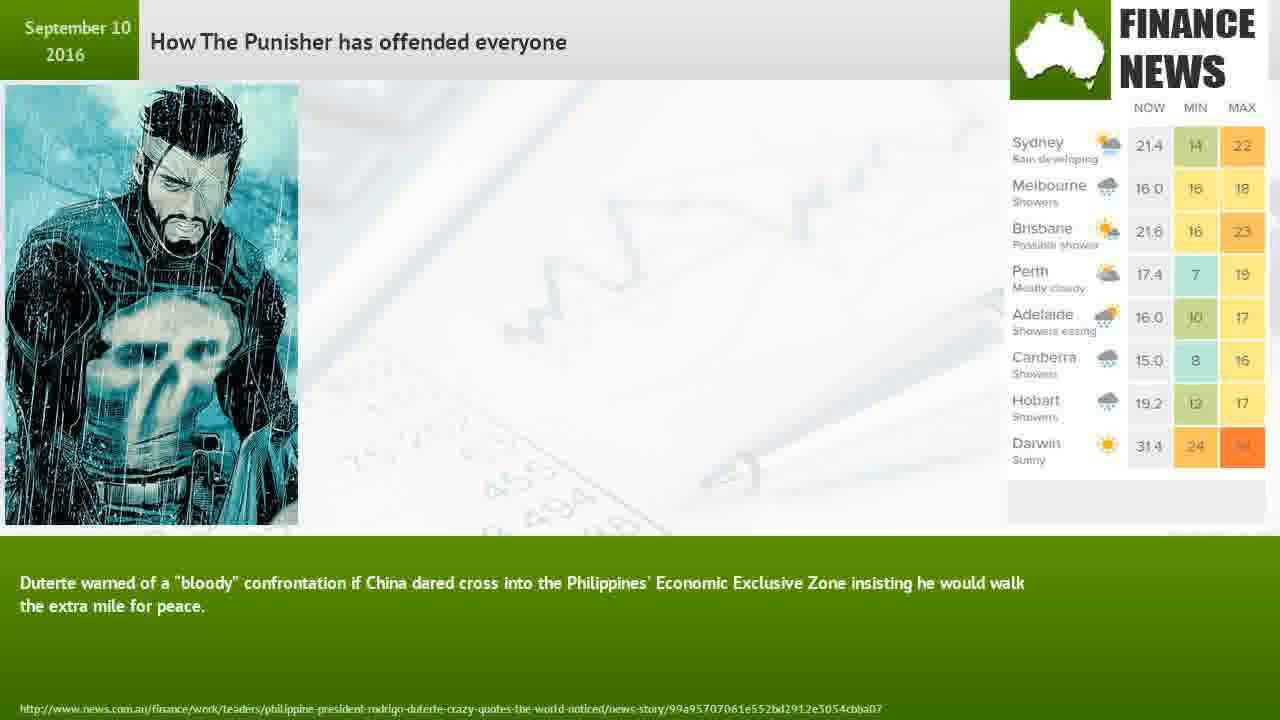 September 10
2016
How The Punisher has offended everyone
FINANCE
NEWS
NOW MIN MAX
Sydney 21.4 14 22
Rain developing
Melbourne 16.0 16 18
Showers
Brisbane 21.6 16 23
Possible shower
Perth 17.4 7 19
Mostly cloudy
Adelaide 16.0 10 17
Showers easing
Canberra 15.0 8 16
Showers
Hobart 19.2 12 17
Showers
Darwin 31.4 24
Sunny
455
494
Duterte warned of a "bloody" confrontation if China dared cross into the Philippines' Economic Exclusive Zone insisting he would walk
the extra mile for peace.
http://www.news.com.au/finance/work/leaders/philippine-president-rodrigo-duterte-crazy-quotes-the-world-noticed/news-story/99a95707061e552bd2912e3054cbba07